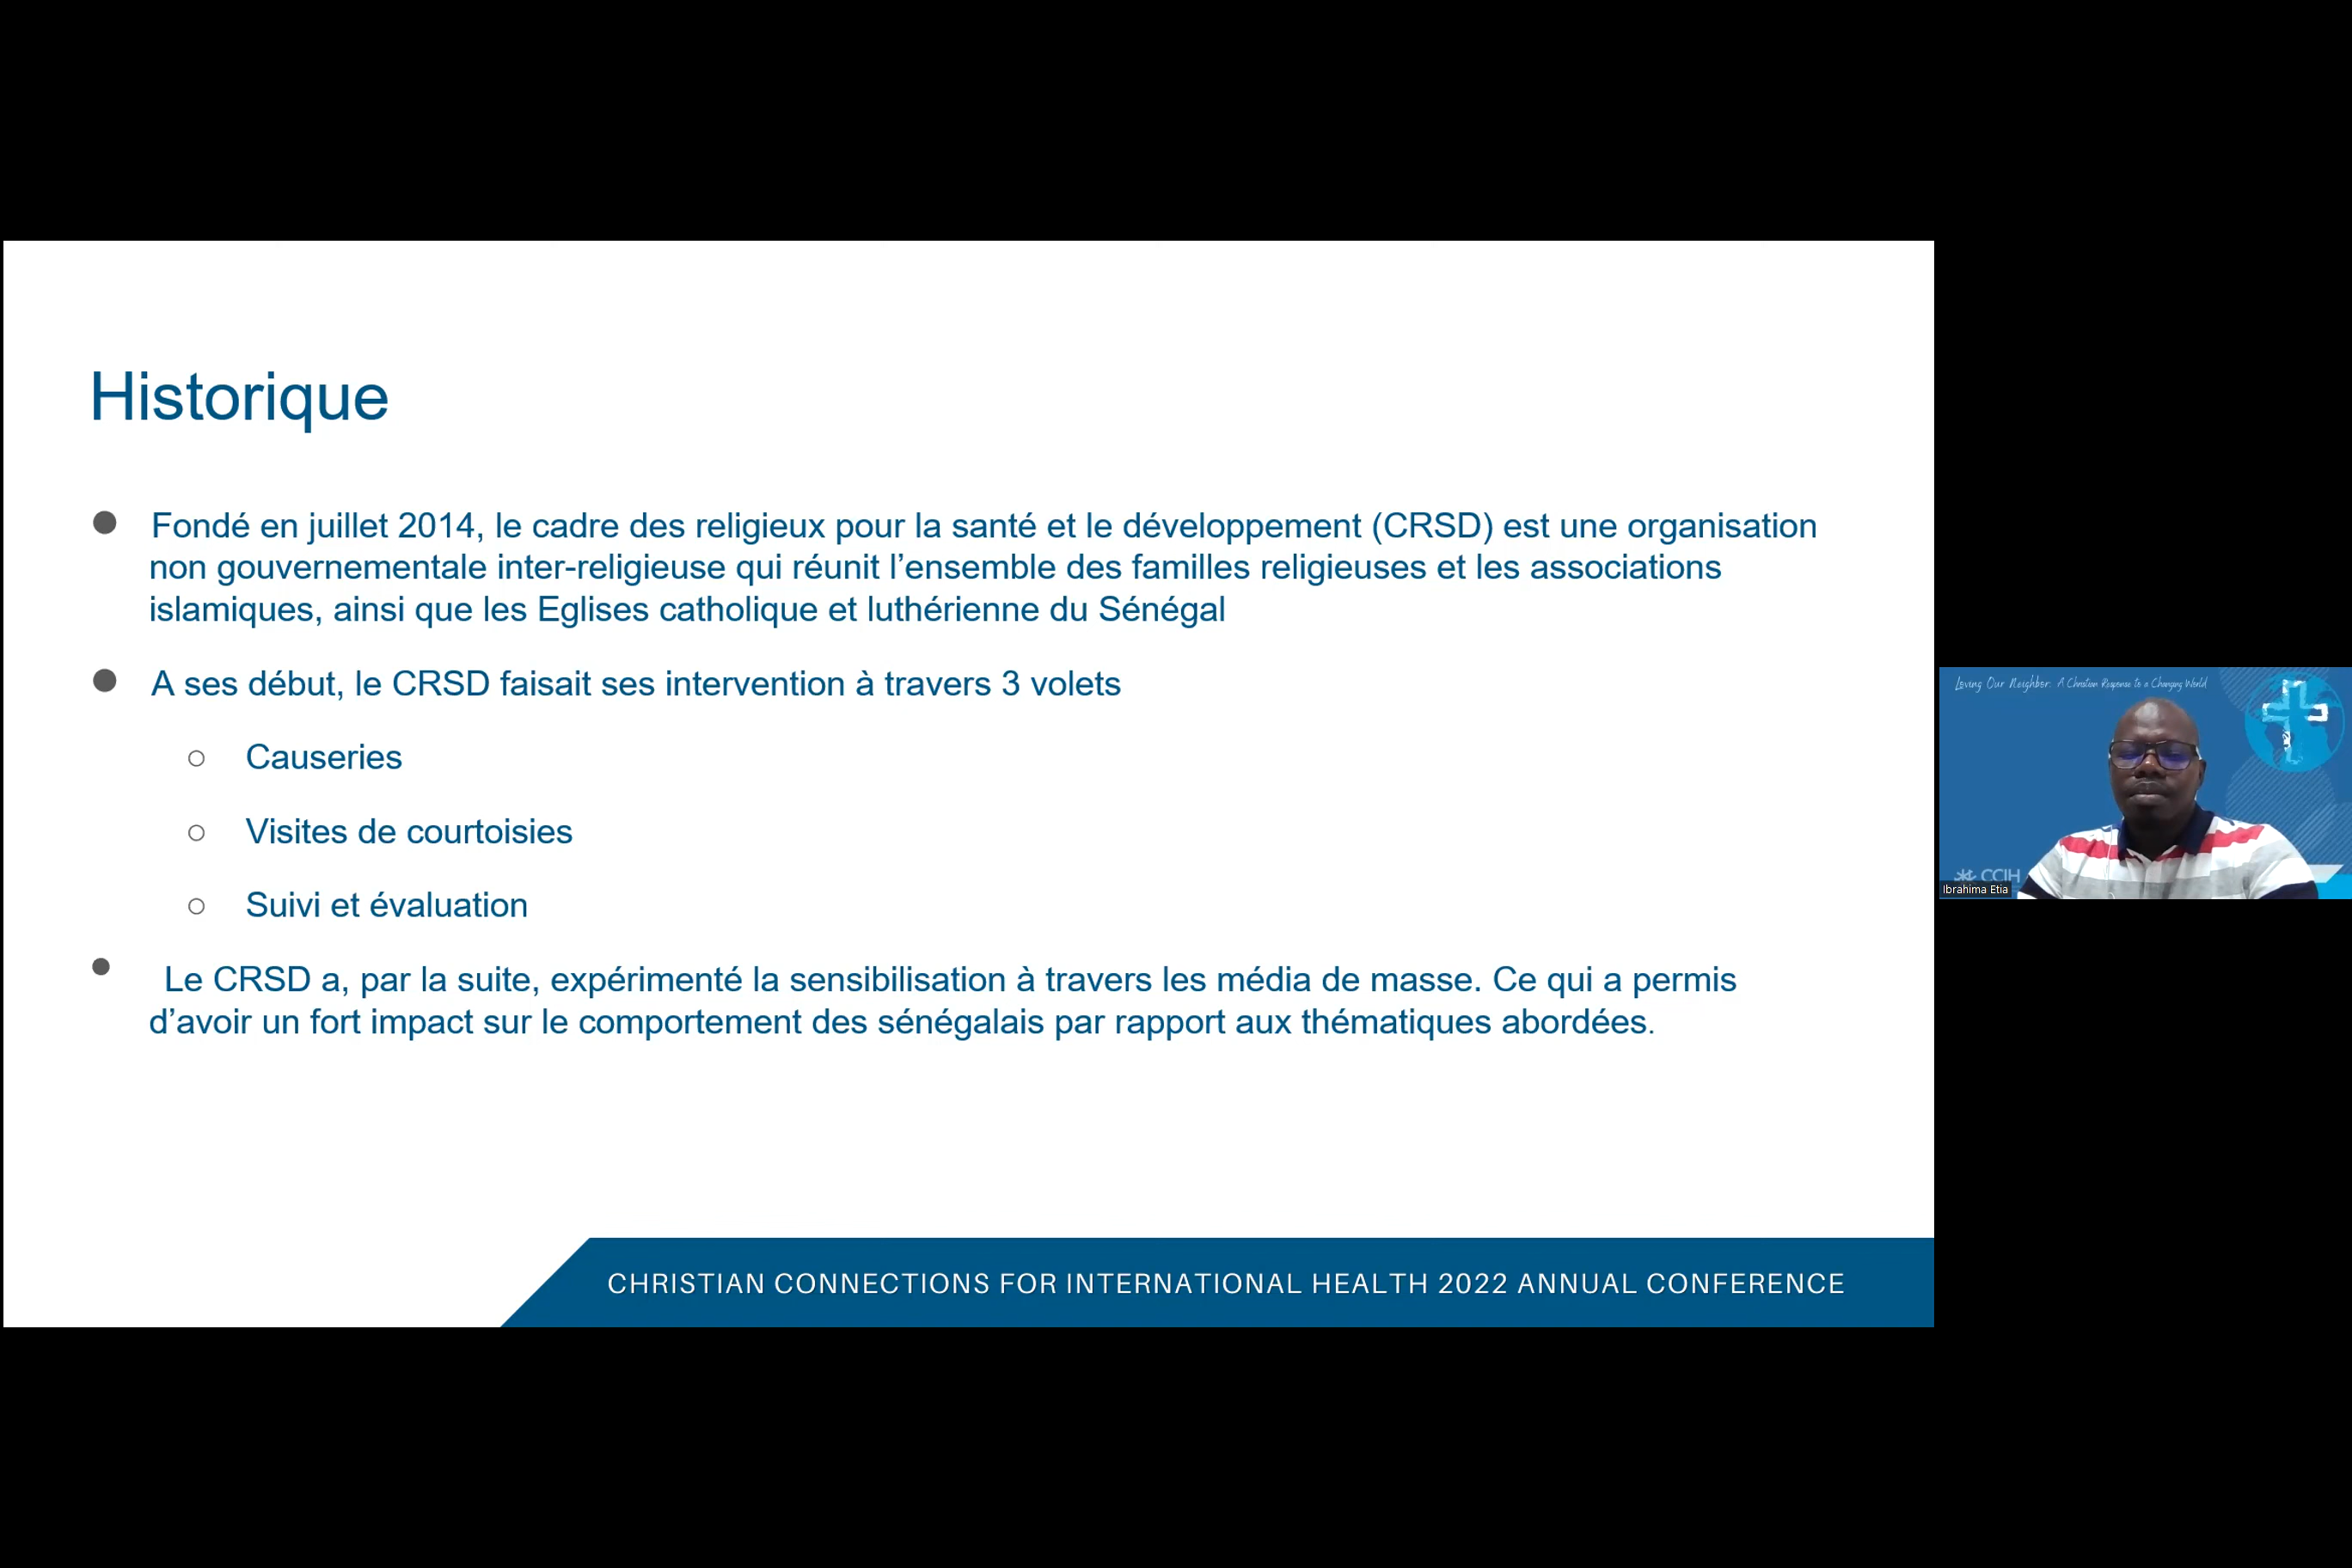 Historique
Fondé en juillet 2014, le cadre des religieux pour la santé et le développement (CRSD) est une organisation
non gouvernementale inter-religieuse qui réunit l’ensemble des familles religieuses et les associations
islamiques, ainsi que les Eglises catholique et luthérienne du Sénégal
A ses début, le CRSD faisait ses intervention à travers 3 volets
Causeries
Visites de courtoisies
Suivi et évaluation
Le CRSD a, par la suite, expérimenté la sensibilisation à travers les média de masse. Ce qui a permis
d’avoir un fort impact sur le comportement des sénégalais par rapport aux thématiques abordées.
CHRISTIAN CONNECTIONS FOR INTERNATIONAL HEALTH 2022 ANNUAL CONFERENCE
Loving Our Neighbor: A Christian Response to a Changing World
CCIH
Ibrahima Etia